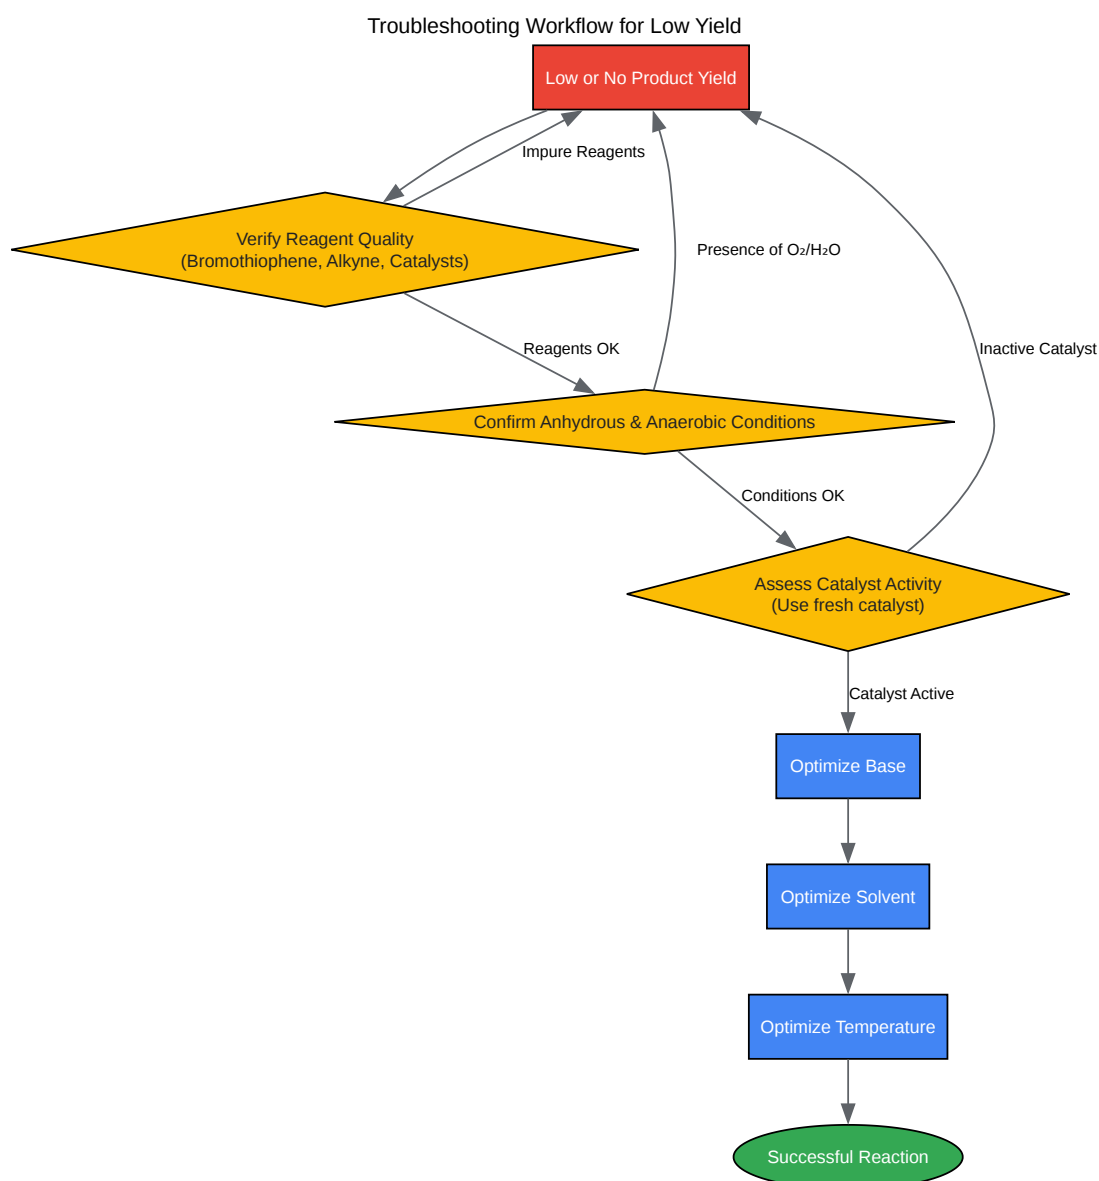 Troubleshooting Workflow for Low Yield
Low or No Product Yield
Impure Reagents
Verify Reagent Quality
(Bromothiophene, Alkyne, Catalysts)
Presence of O₂/H₂O
Reagents OK
Inactive Catalyst
Confirm Anhydrous & Anaerobic Conditions
Conditions OK
Assess Catalyst Activity
(Use fresh catalyst)
Catalyst Active
Optimize Base
Optimize Solvent
Optimize Temperature
Successful Reaction